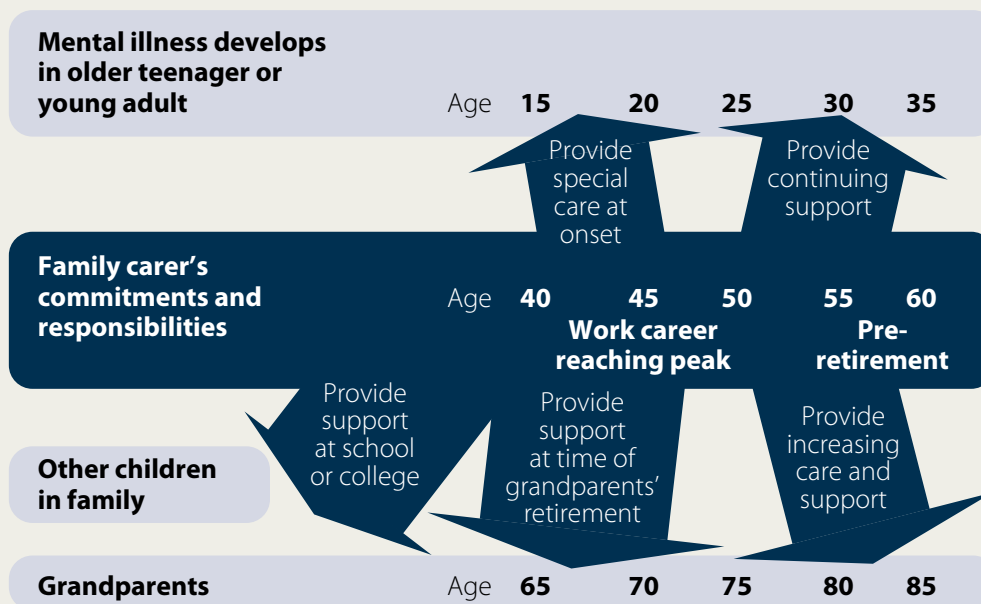 Mental illness develops
in older teenager or
young adult
Age 15 20 25 30 35
Provide
special
care at
onset
Provide
continuing
support
Family carer’s
commitments and
responsibilities
Age 40 45 50 55 60
Work career
reaching peak
Pre-
retirement
Provide
support
at school
or college
Provide
support
at time of
grandparents’
retirement
Provide
increasing
care and
support
Other children
in family
Grandparents
Age 65 70 75 80 85